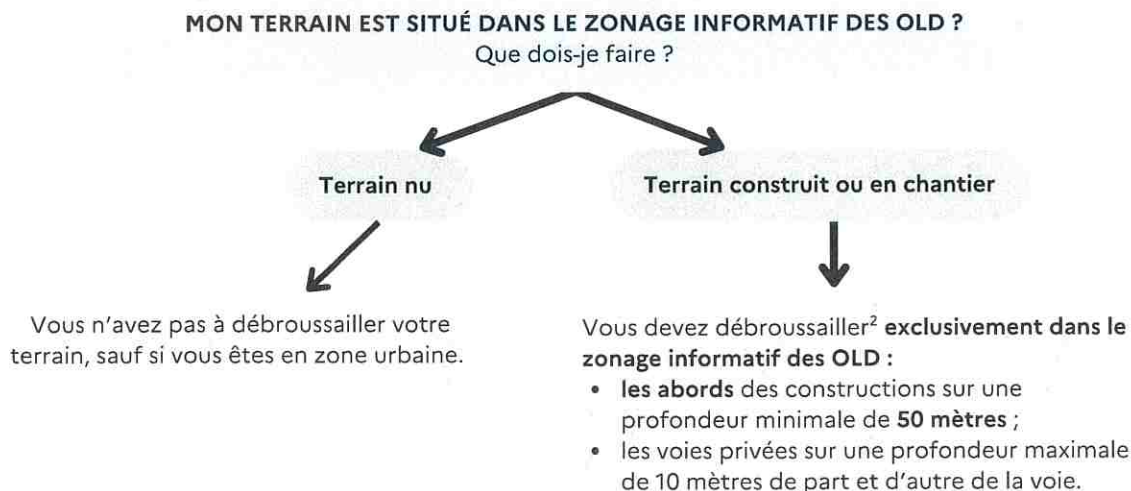 MON TERRAIN EST SITUÉ DANS LE ZONAGE INFORMATIF DES OLD ?
Que dois-je faire ?
Terrain nu
Terrain construit ou en chantier
Vous n'avez pas à débroussailler votre
terrain, sauf si vous êtes en zone urbaine.
Vous devez débroussailler² exclusivement dans le
zonage informatif des OLD :
• les abords des constructions sur une
profondeur minimale de 50 mètres ;
• les voies privées sur une profondeur maximale
de 10 mètres de part et d'autre de la voie.